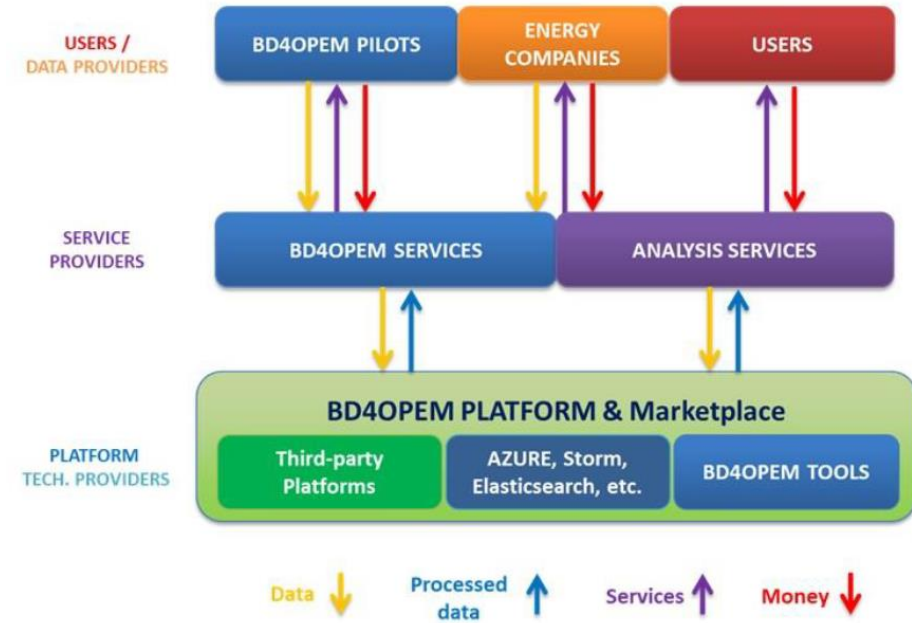 USERS /
DATA PROVIDERS
BD4OPEM PILOTS
ENERGY
COMPANIES
USERS
SERVICE
PROVIDERS
BD4OPEM SERVICES
ANALYSIS SERVICES
PLATFORM
TECH. PROVIDERS
BD4OPEM PLATFORM & Marketplace
Third-party
Platforms
AZURE, Storm,
Elasticsearch, etc.
BD4OPEM TOOLS
Data
Processed
data
Services
Money